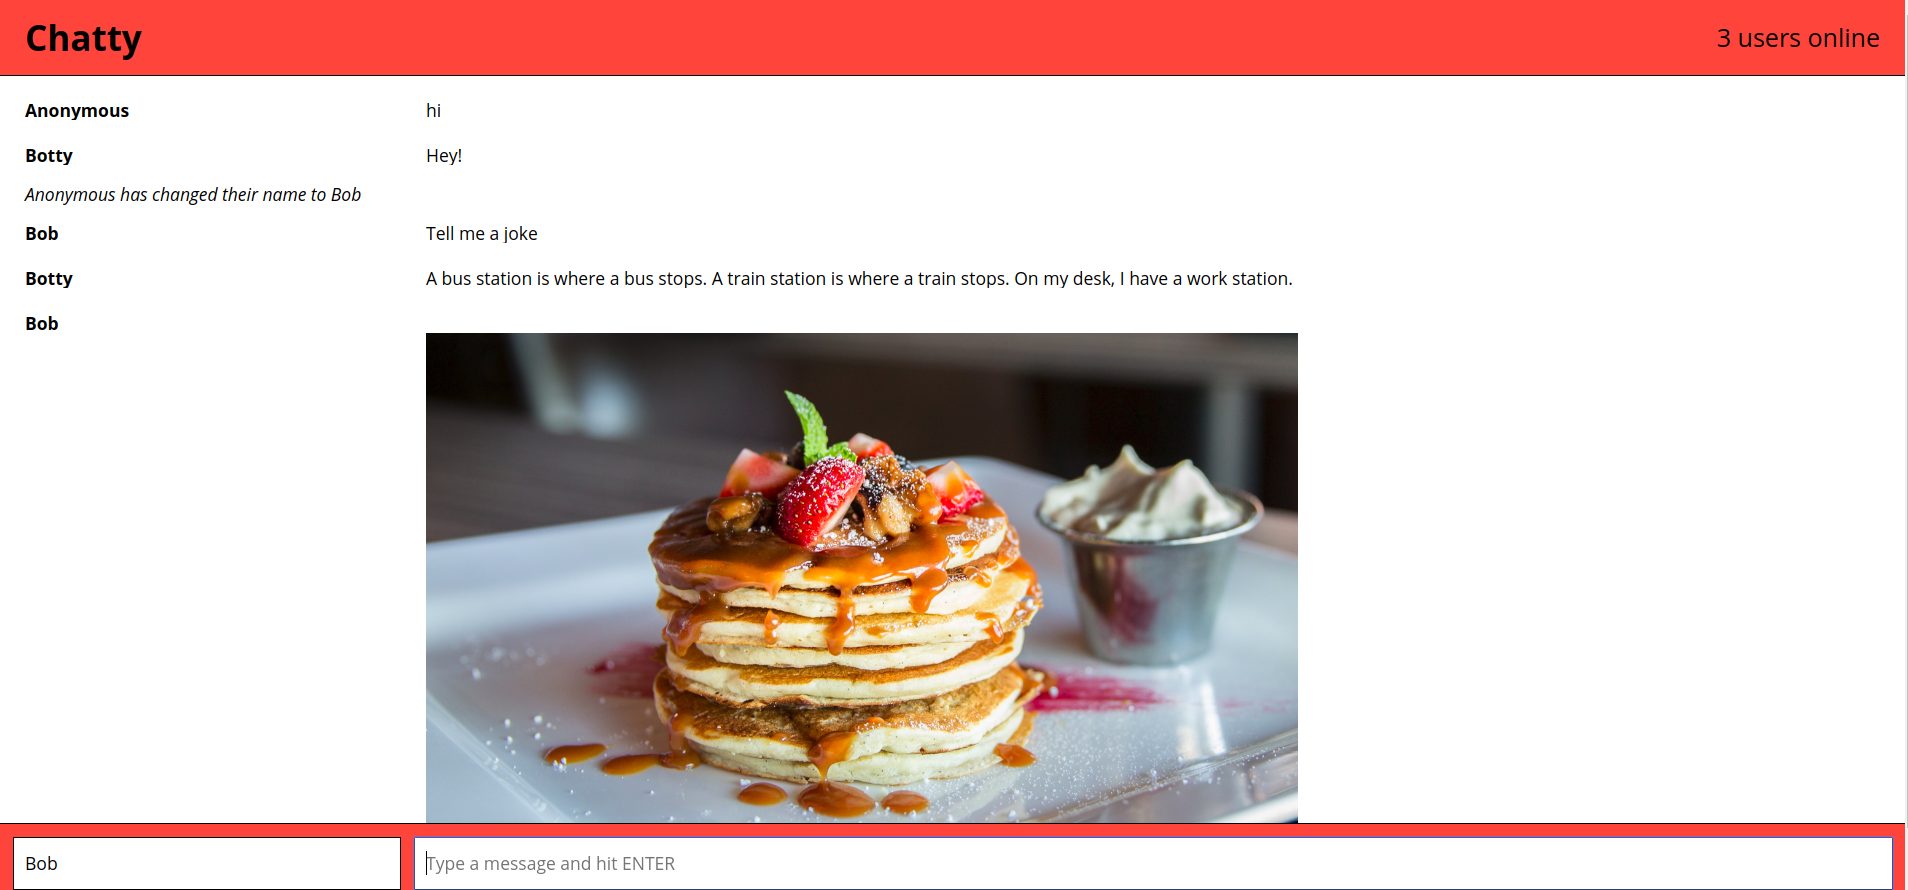 Chatty
3 users online
Anonymous hi
Botty Hey!
Anonymous has changed their name to Bob
Bob Tell me a joke
Botty A bus station is where a bus stops. A train station is where a train stops. On my desk, I have a work station.
Bob
Bob Type a message and hit ENTER